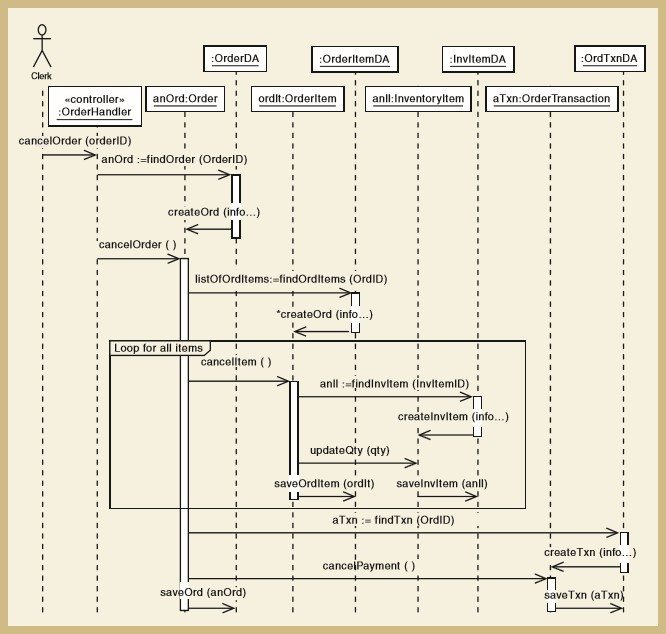 Clerk
:OrderDA
:OrderItemDA
:InvItemDA
:OrdTxnDA
«controller»
:OrderHandler
anOrd:Order
ordIt:OrderItem
anII:InventoryItem
aTxn:OrderTransaction
cancelOrder (orderID)
anOrd :=findOrder (OrderID)
createOrd (info...)
cancelOrder ( )
listOfOrdItems:=findOrdItems (OrdID)
*createOrd (info...)
Loop for all items
cancelItem ( )
anII :=findInvItem (InvItemID)
createInvItem (info...)
updateQty (qty)
saveOrdItem (ordIt)
saveInvItem (anII)
aTxn := findTxn (OrdID)
createTxn (info...)
cancelPayment ( )
saveOrd (anOrd)
saveTxn (aTxn)